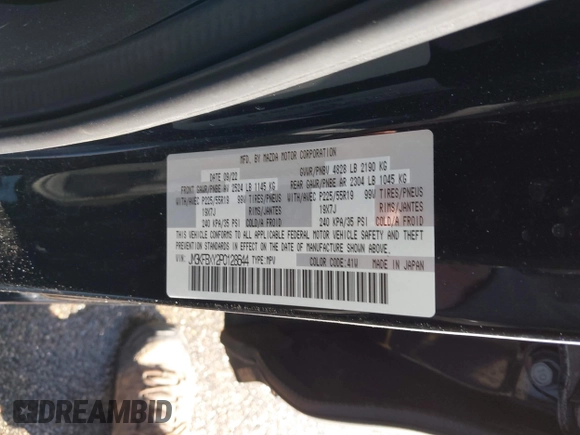 MFD. BY MAZDA MOTOR CORPORATION
DATE 09/22 GVWR/PNBV 4828 LB 2190 KG
FRONT GAWR/PNBE AV 2524 LB 1145 KG REAR GAWR/PNBE AR 2304 LB 1045 KG
WITH/AVEC P225/55R19 99V TIRES/PNEUS WITH/AVEC P225/55R19 99V TIRES/PNEUS
19X7J RIMS/JANTES 19X7J RIMS/JANTES
240 KPA/35 PSI COLD/A FROID 240 KPA/35 PSI COLD/A FROID
THIS VEHICLE CONFORMS TO ALL APPLICABLE FEDERAL MOTOR VEHICLE SAFETY, BUMPER,
AND THEFT PREVENTION STANDARDS IN EFFECT ON THE DATE OF MANUFACTURE SHOWN ABOVE.
TYPE:MPV COLOR CODE:41W MADE IN JAPAN
DREAMBID